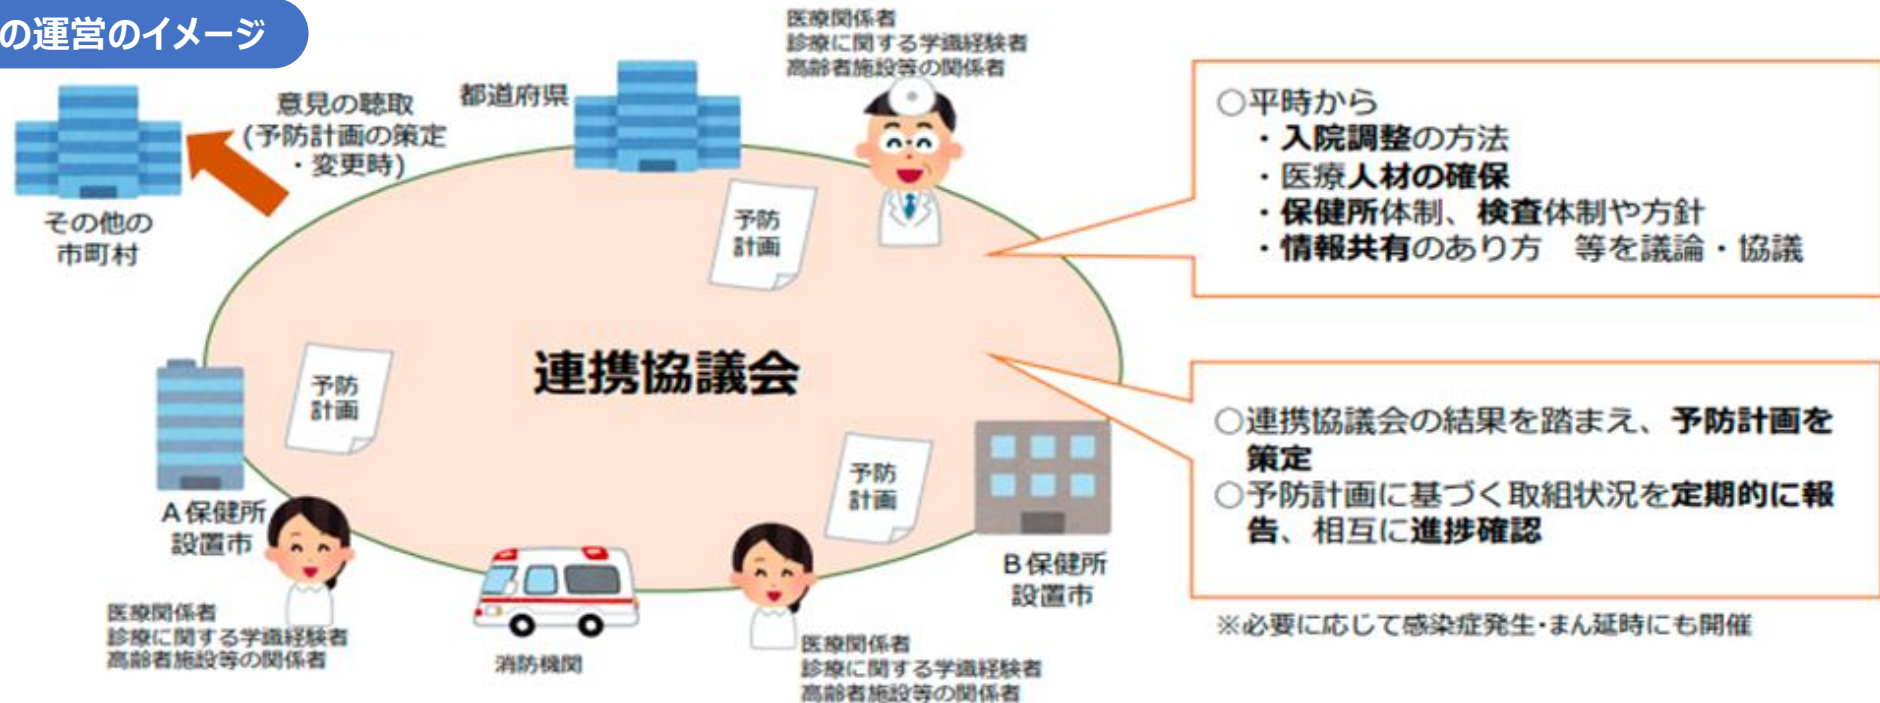 の運営のイメージ
医療関係者
診療に関する学識経験者
高齢者施設等の関係者
都道府県
意見の聴取
(予防計画の策定
・変更時)
その他の
市町村
予防
計画
○平時から
・入院調整の方法
・医療人材の確保
・保健所体制、検査体制や方針
・情報共有のあり方　等を議論・協議
連携協議会
予防
計画
予防
計画
○連携協議会の結果を踏まえ、予防計画を
策定
○予防計画に基づく取組状況を定期的に報
告、相互に進捗確認
※必要に応じて感染症発生・まん延時にも開催
A保健所
設置市
医療関係者
診療に関する学識経験者
高齢者施設等の関係者
消防機関
医療関係者
診療に関する学識経験者
高齢者施設等の関係者
B保健所
設置市